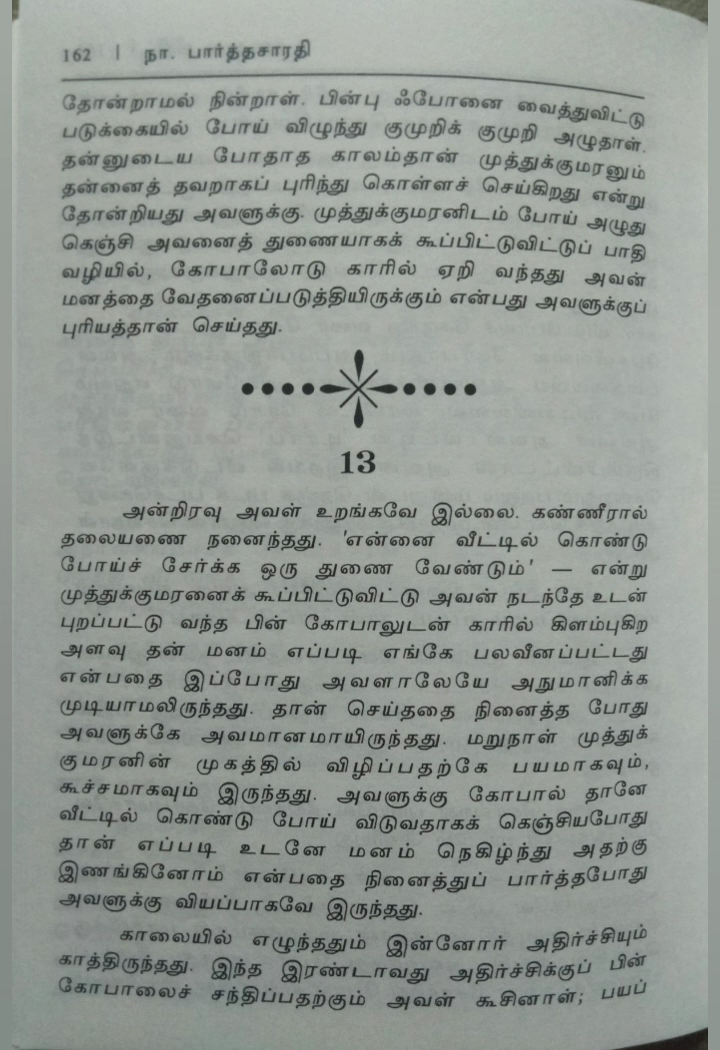 162 | நா. பார்த்தசாரதி
தோன்றாமல் நின்றாள். பின்பு ஃபோனை வைத்துவிட்டு
படுக்கையில் போய் விழுந்து குமுறிக் குமுறி அழுதாள்.
தன்னுடைய போதாத காலம்தான் முத்துக்குமரனும்
தன்னைத் தவறாகப் புரிந்து கொள்ளச் செய்கிறது என்று
தோன்றியது அவளுக்கு. முத்துக்குமரனிடம் போய் அழுது
கெஞ்சி அவனைத் துணையாகக் கூப்பிட்டுவிட்டுப் பாதி
வழியில், கோபாலோடு காரில் ஏறி வந்தது அவன்
மனத்தை வேதனைப்படுத்தியிருக்கும் என்பது அவளுக்குப்
புரியத்தான் செய்தது.
13
அன்றிரவு அவள் உறங்கவே இல்லை. கண்ணீரால்
தலையணை நனைந்தது. 'என்னை வீட்டில் கொண்டு
போய்ச் சேர்க்க ஒரு துணை வேண்டும்' — என்று
முத்துக்குமரனைக் கூப்பிட்டுவிட்டு அவன் நடந்தே உடன்
புறப்பட்டு வந்த பின் கோபாலுடன் காரில் கிளம்புகிற
அளவு தன் மனம் எப்படி எங்கே பலவீனப்பட்டது
என்பதை இப்போது அவளாலேயே அநுமானிக்க
முடியாமலிருந்தது. தான் செய்ததை நினைத்த போது
அவளுக்கே அவமானமாயிருந்தது. மறுநாள் முத்துக்
குமரனின் முகத்தில் விழிப்பதற்கே பயமாகவும்,
கூச்சமாகவும் இருந்தது. அவளுக்கு கோபால் தானே
வீட்டில் கொண்டு போய் விடுவதாகக் கெஞ்சியபோது
தான் எப்படி உடனே மனம் நெகிழ்ந்து அதற்கு
இணங்கினோம் என்பதை நினைத்துப் பார்த்தபோது
அவளுக்கு வியப்பாகவே இருந்தது.
காலையில் எழுந்ததும் இன்னோர் அதிர்ச்சியும்
காத்திருந்தது. இந்த இரண்டாவது அதிர்ச்சிக்குப் பின்
கோபாலைச் சந்திப்பதற்கும் அவள் கூசினாள்; பயப்